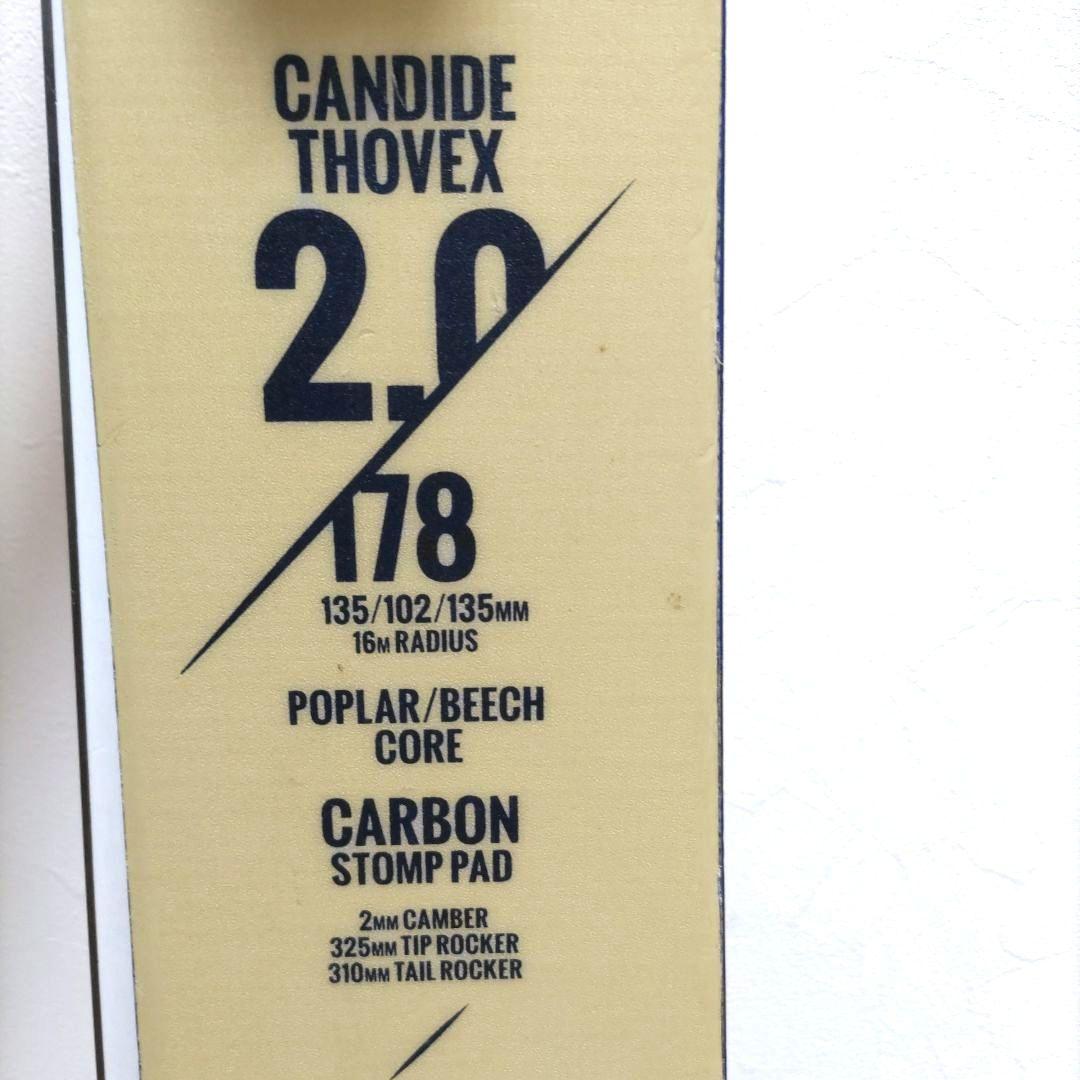 CANDIDE
THOVEX
2.0
178
135/102/135MM
16M RADIUS
POPLAR/BEECH
CORE
CARBON
STOMP PAD
2MM CAMBER
325MM TIP ROCKER
310MM TAIL ROCKER